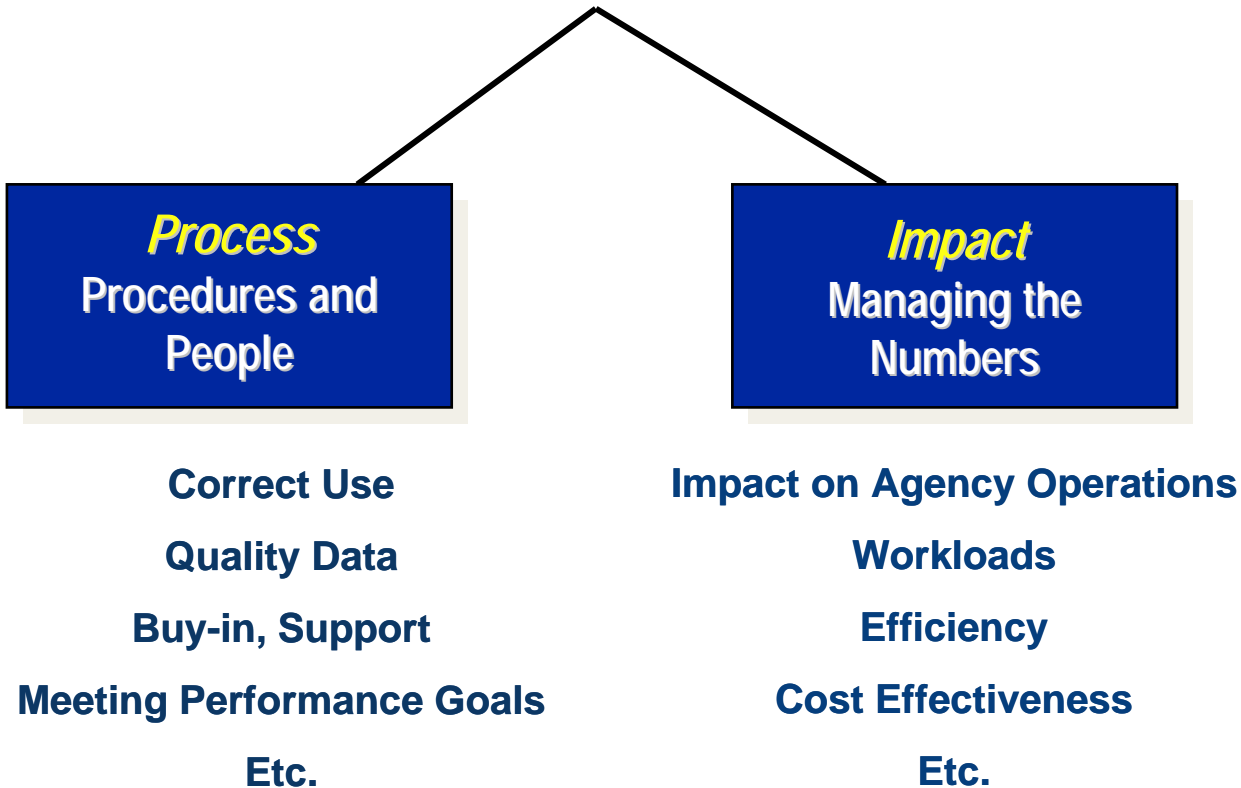 Process
Procedures and
People
Correct Use
Quality Data
Buy-in, Support
Meeting Performance Goals
Etc.
Impact
Managing the
Numbers
Impact on Agency Operations
Workloads
Efficiency
Cost Effectiveness
Etc.